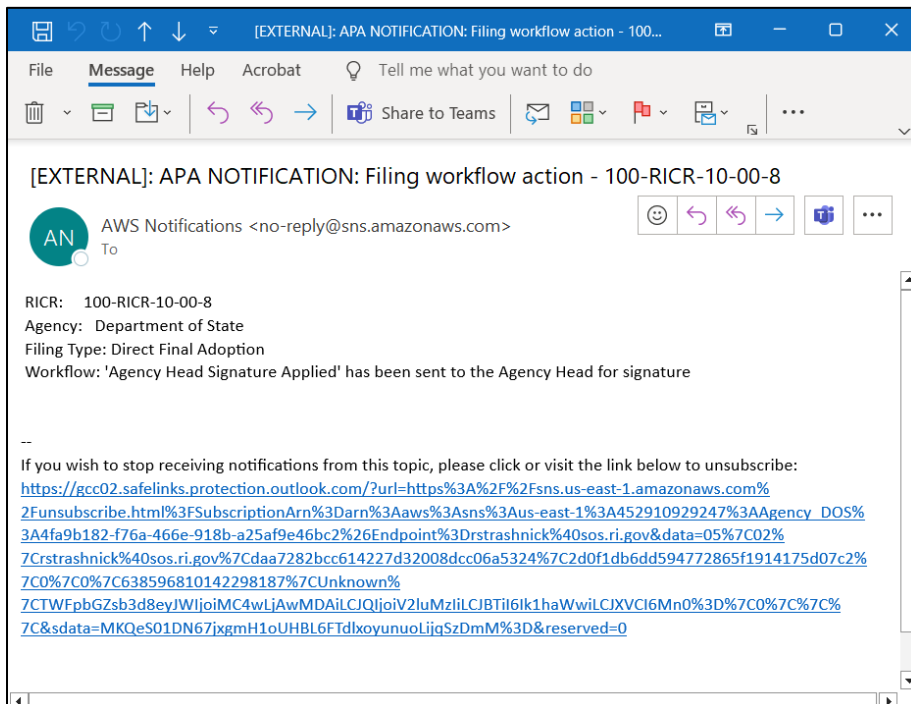 [EXTERNAL]: APA NOTIFICATION: Filing workflow action - 100...
File Message Help Acrobat Tell me what you want to do
Share to Teams
[EXTERNAL]: APA NOTIFICATION: Filing workflow action - 100-RICR-10-00-8
AN
AWS Notifications <no-reply@sns.amazonaws.com>
To
RICR: 100-RICR-10-00-8
Agency: Department of State
Filing Type: Direct Final Adoption
Workflow: 'Agency Head Signature Applied' has been sent to the Agency Head for signature
--
If you wish to stop receiving notifications from this topic, please click or visit the link below to unsubscribe:
https://gcc02.safelinks.protection.outlook.com/?url=https%3A%2F%2Fsns.us-east-1.amazonaws.com%
2Funsubscribe.html%3FSubscriptionArn%3Darn%3Aaws%3Asns%3Aus-east-1%3A452910929247%3AAgency_DOS%
3A4fa9b182-f76a-466e-918b-a25af9e46bc2%26Endpoint%3Drstrashnick%40sos.ri.gov&data=05%7C02%
7Crstrashnick%40sos.ri.gov%7Cdaa7282bcc614227d32008dcc06a5324%7C2d0f1db6dd594772865f1914175d07c2%
7C0%7C0%7C638596810142298187%7CUnknown%
7CTWFpbGZsb3d8eyJWIjoiMC4wLjAwMDAiLCJQIjoiV2luMzIiLCJBTiI6Ik1haWwiLCJXVCI6Mn0%3D%7C0%7C%7C%
7C&sdata=MKQeS01DN67jxgmH1oUHBL6FTdlxoyunuoLijqSzDmM%3D&reserved=0